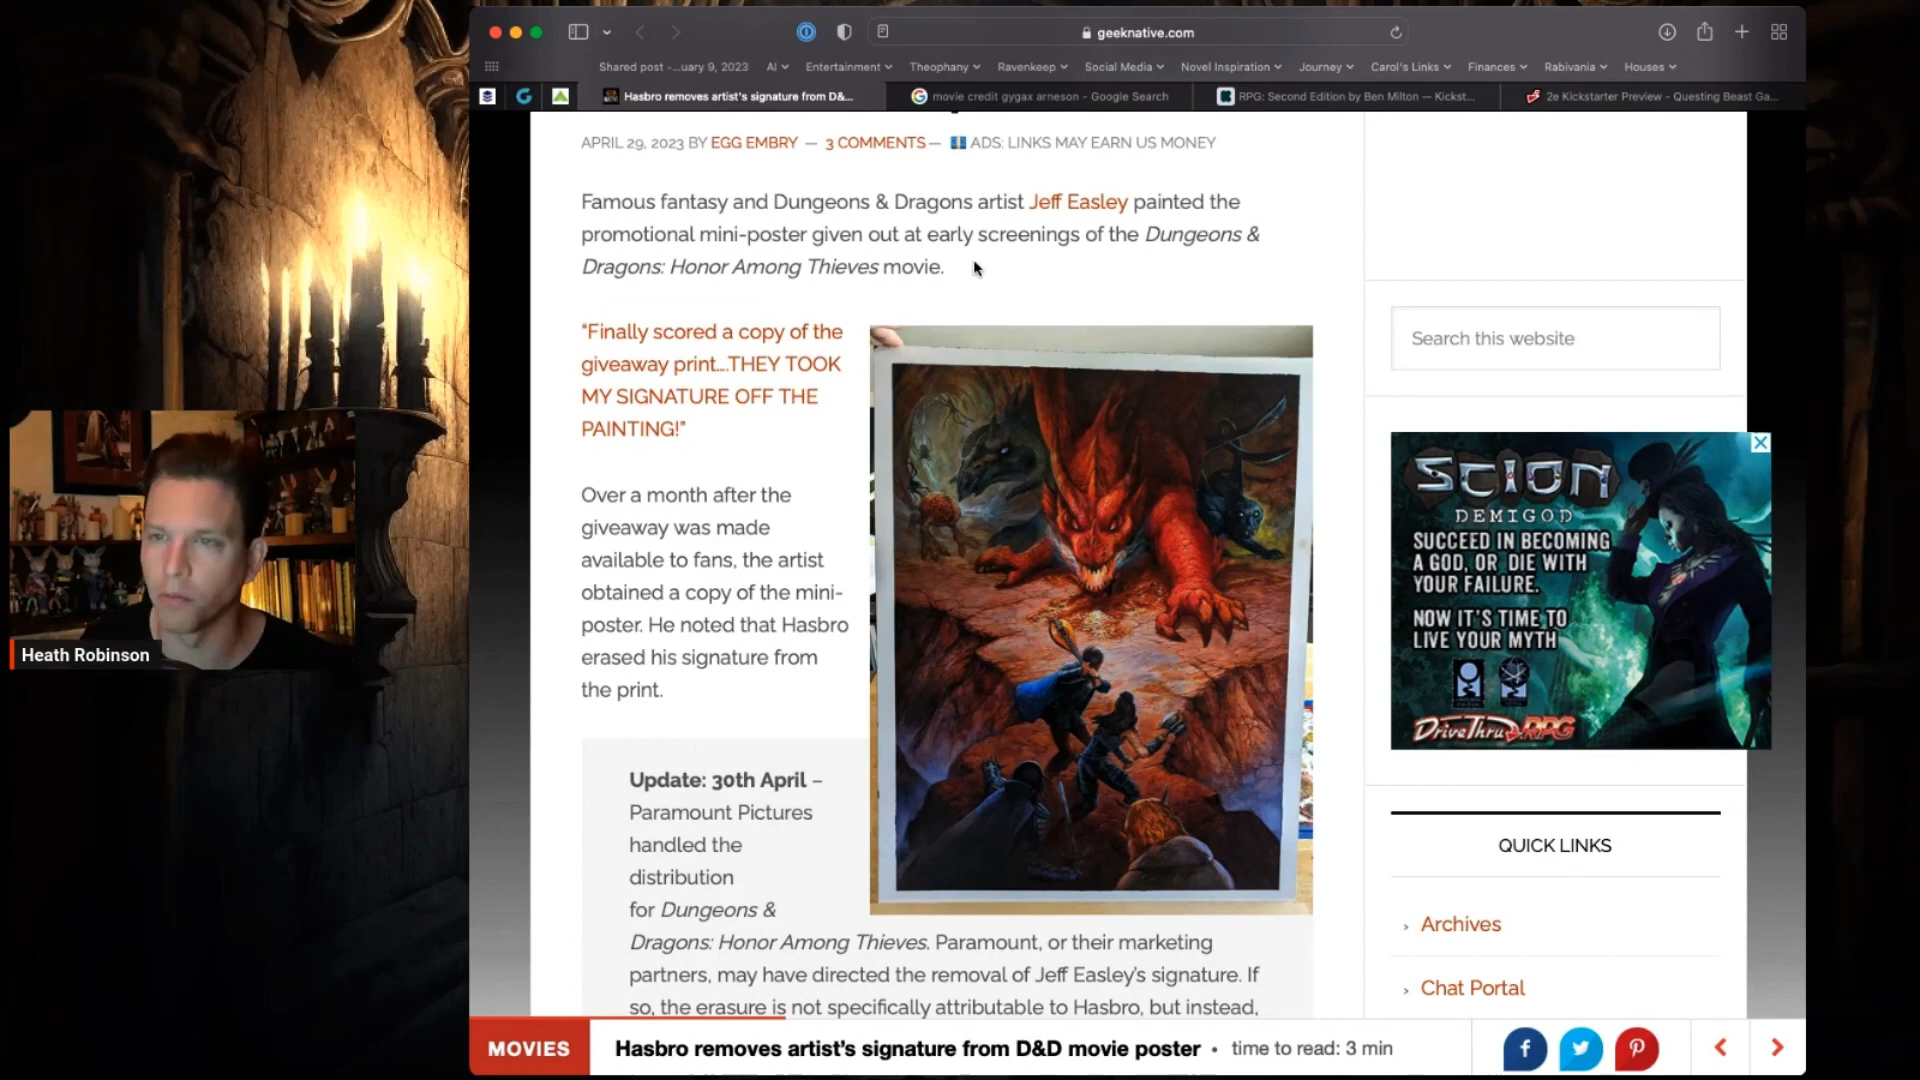 geeknative.com
Shared post -...uary 9, 2023 AI Entertainment Theophany Ravenkeep Social Media Novel Inspiration Journey Carol's Links Finances Rabivania Houses
Hasbro removes artist's signature from D&... movie credit gygax arneson - Google Search RPG: Second Edition by Ben Milton — Kickst... 2e Kickstarter Preview - Questing Beast Ga...
APRIL 29, 2023 BY EGG EMBRY — 3 COMMENTS — ADS: LINKS MAY EARN US MONEY
Famous fantasy and Dungeons & Dragons artist Jeff Easley painted the
promotional mini-poster given out at early screenings of the Dungeons &
Dragons: Honor Among Thieves movie.
"Finally scored a copy of the
giveaway print....THEY TOOK
MY SIGNATURE OFF THE
PAINTING!"
Over a month after the
giveaway was made
available to fans, the artist
obtained a copy of the mini-
poster. He noted that Hasbro
erased his signature from
the print.
Update: 30th April –
Paramount Pictures
handled the
distribution
for Dungeons &
Dragons: Honor Among Thieves. Paramount, or their marketing
partners, may have directed the removal of Jeff Easley's signature. If
so, the erasure is not specifically attributable to Hasbro, but instead,
Search this website
SCION
DEMIGOD
SUCCEED IN BECOMING
A GOD, OR DIE WITH
YOUR FAILURE.
NOW IT'S TIME TO
LIVE YOUR MYTH
DriveThruRPG
QUICK LINKS
Archives
Chat Portal
Heath Robinson
MOVIES Hasbro removes artist's signature from D&D movie poster • time to read: 3 min